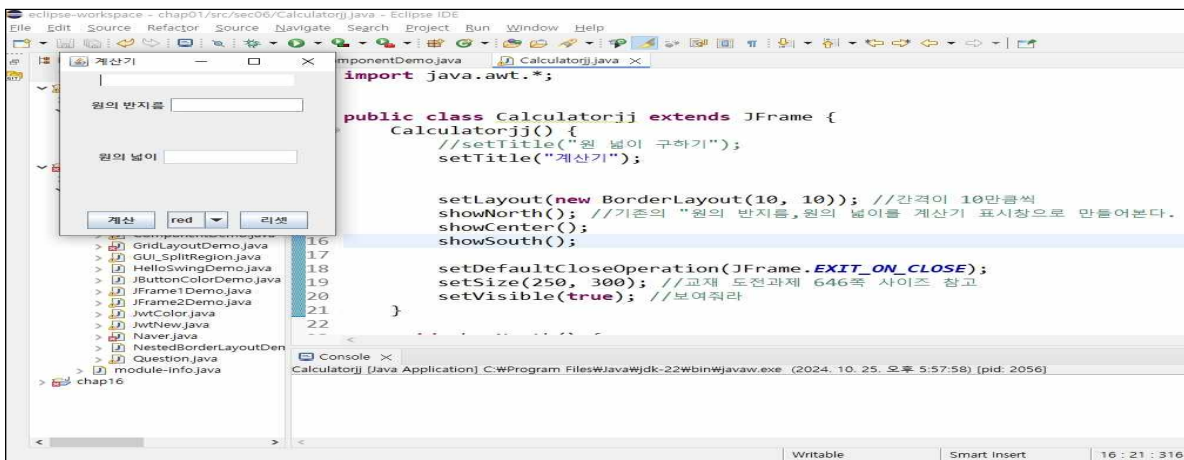 eclipse-workspace - chap01/src/sec06/Calculatorjj.java - Eclipse IDE
File Edit Source Refactor Source Navigate Search Project Run Window Help
계산기
원의 반지름
원의 넓이
계산 red 리셋
ComponentDemo.java
GridLayoutDemo.java
GUI_SplitRegion.java
HelloSwingDemo.java
JButtonColorDemo.java
JFrame1Demo.java
JFrame2Demo.java
JwtColor.java
JwtNew.java
Naver.java
NestedBorderLayoutDen
Question.java
module-info.java
chap16
mponentDemo.java Calculatorjj.java
import java.awt.*;
public class Calculatorjj extends JFrame {
Calculatorjj() {
//setTitle("원 넓이 구하기");
setTitle("계산기");
setLayout(new BorderLayout(10, 10)); //간격이 10만큼씩
showNorth(); //기존의 "원의 반지름,원의 넓이를 계산기 표시창으로 만들어본다.
showCenter();
16 showSouth();
17
18 setDefaultCloseOperation(JFrame.EXIT_ON_CLOSE);
19 setSize(250, 300); //교재 도전과제 646쪽 사이즈 참고
20 setVisible(true); //보여줘라
21 }
22
Console
Calculatorjj [Java Application] C:₩Program Files₩Java₩jdk-22₩bin₩javaw.exe (2024. 10. 25. 오후 5:57:58) [pid: 2056]
Writable Smart Insert 16 : 21 : 316